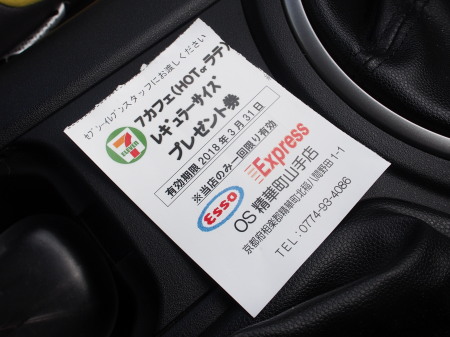 セブン-イレブンスタッフにお渡しください
7カフェ(HOT or ラテ)
レギュラーサイズ
プレゼント券
有効期限 2018年3月31日
※当店のみ一回限り有効
Esso Express
OS 精華町山手店
京都府相楽郡精華町北稲八間野田1-1
TEL:0774-93-4086